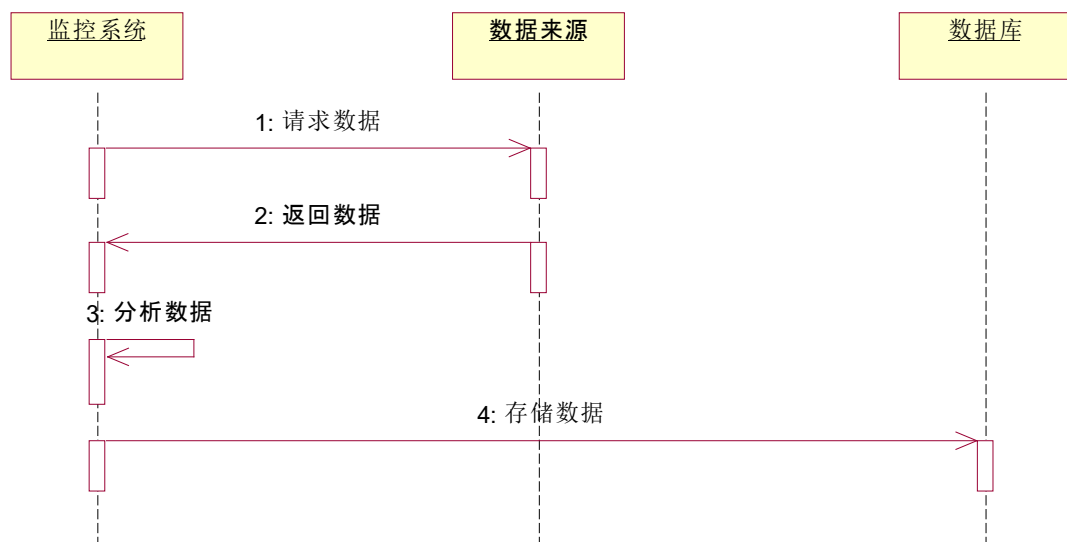 监控系统
数据来源
数据库
1: 请求数据
2: 返回数据
3: 分析数据
4: 存储数据